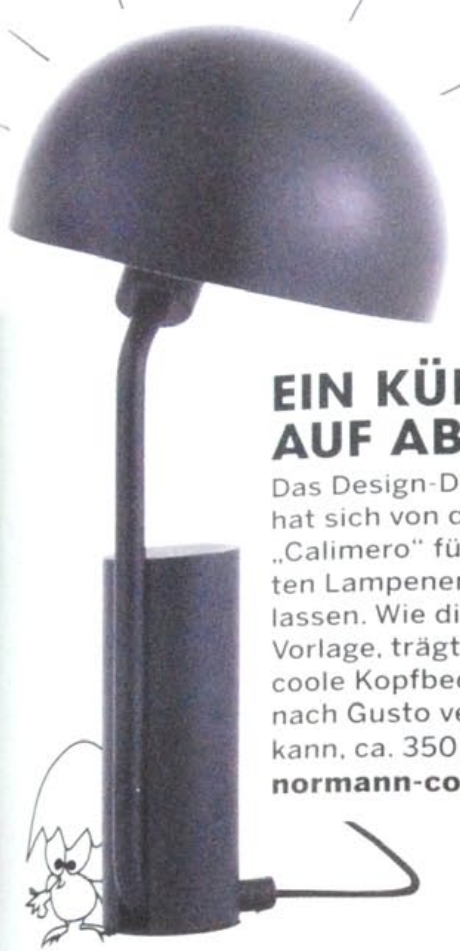 EIN KÜ
AUF AB
Das Design-D
hat sich von d
„Calimero“ fü
ten Lampenen
lassen. Wie di
Vorlage, trägt
coole Kopfbed
nach Gusto ve
kann, ca. 350
normann-co